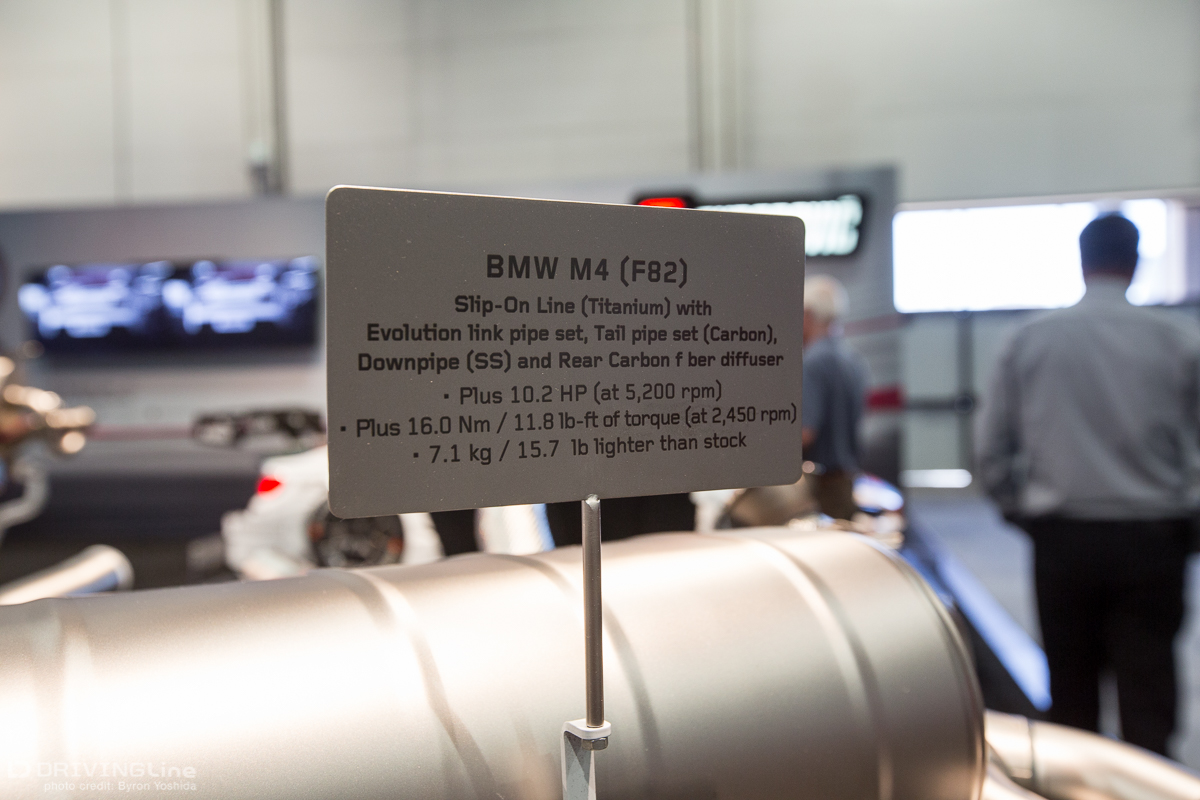 BMW M4 (F82)
Slip-On Line (Titanium) with
Evolution link pipe set, Tail pipe set (Carbon),
Downpipe (SS) and Rear Carbon f ber diffuser
• Plus 10.2 HP (at 5,200 rpm)
• Plus 16.0 Nm / 11.8 lb-ft of torque (at 2,450 rpm)
• 7.1 kg / 15.7 lb lighter than stock
DRIVINGLine
photo credit: Byron Yoshida